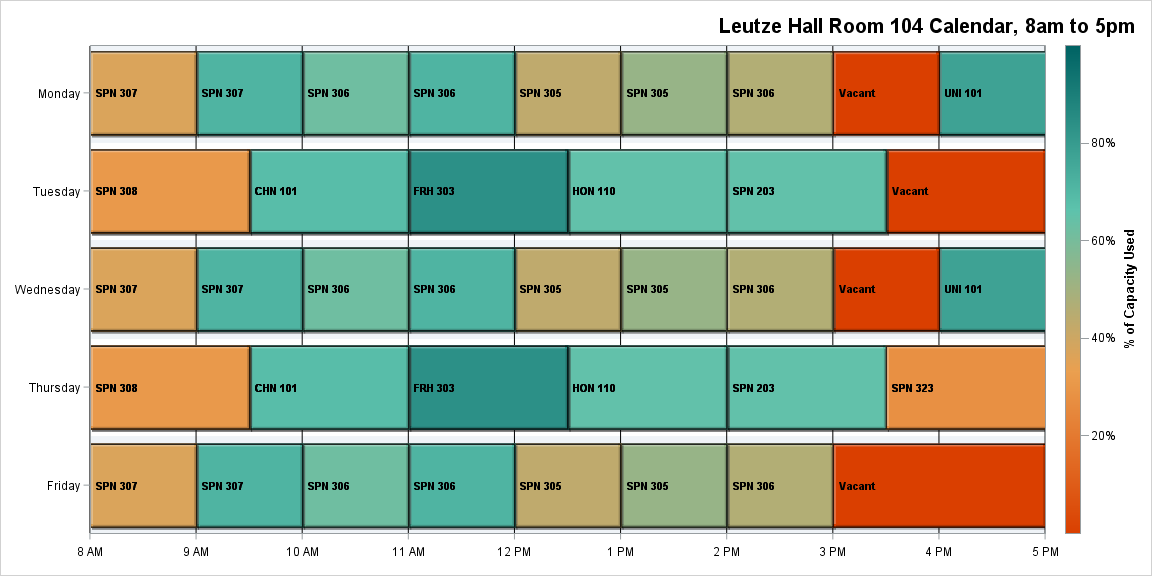 Leutze Hall Room 104 Calendar, 8am to 5pm
Monday
SPN 307
SPN 307
SPN 306
SPN 306
SPN 305
SPN 305
SPN 306
Vacant
UNI 101
Tuesday
SPN 308
CHN 101
FRH 303
HON 110
SPN 203
Vacant
Wednesday
SPN 307
SPN 307
SPN 306
SPN 306
SPN 305
SPN 305
SPN 306
Vacant
UNI 101
Thursday
SPN 308
CHN 101
FRH 303
HON 110
SPN 203
SPN 323
Friday
SPN 307
SPN 307
SPN 306
SPN 306
SPN 305
SPN 305
SPN 306
Vacant
8 AM
9 AM
10 AM
11 AM
12 PM
1 PM
2 PM
3 PM
4 PM
5 PM
80%
60%
40%
20%
% of Capacity Used